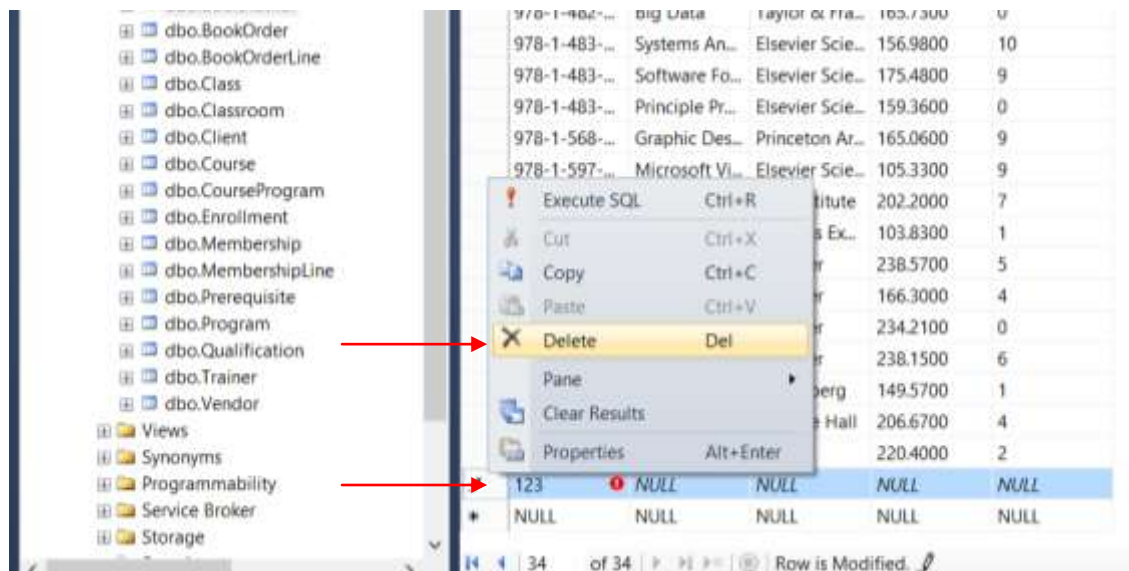 dbo.BookOrder
dbo.BookOrderLine
dbo.Class
dbo.Classroom
dbo.Client
dbo.Course
dbo.CourseProgram
dbo.Enrollment
dbo.Membership
dbo.MembershipLine
dbo.Prerequisite
dbo.Program
dbo.Qualification
dbo.Trainer
dbo.Vendor
Views
Synonyms
Programmability
Service Broker
Storage
978-1-482-... Big Data Taylor & Fra... 165.7300 0
978-1-483-... Systems An... Elsevier Scie... 156.9800 10
978-1-483-... Software Fo... Elsevier Scie... 175.4800 9
978-1-483-... Principle Pr... Elsevier Scie... 159.3600 0
978-1-568-... Graphic Des... Princeton Ar... 165.0600 9
978-1-597-... Microsoft Vi... Elsevier Scie... 105.3300 9
titute 202.2000 7
s Ex... 103.8300 1
238.5700 5
166.3000 4
234.2100 0
238.1500 6
berg 149.5700 1
Hall 206.6700 4
220.4000 2
123 NULL NULL NULL NULL
NULL NULL NULL NULL NULL
Execute SQL Ctrl+R
Cut Ctrl+X
Copy Ctrl+C
Paste Ctrl+V
Delete Del
Pane
Clear Results
Properties Alt+Enter
34 of 34 Row is Modified.